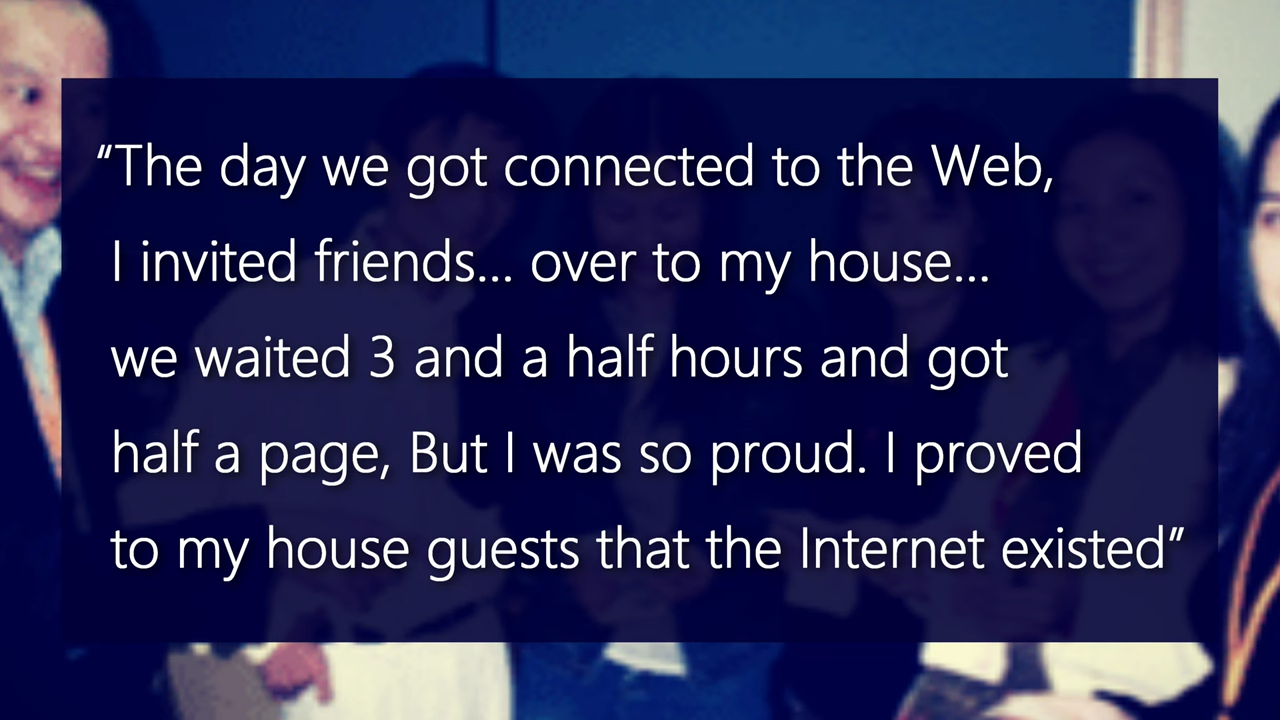 “The day we got connected to the Web,
I invited friends... over to my house...
we waited 3 and a half hours and got
half a page, But I was so proud. I proved
to my house guests that the Internet existed”